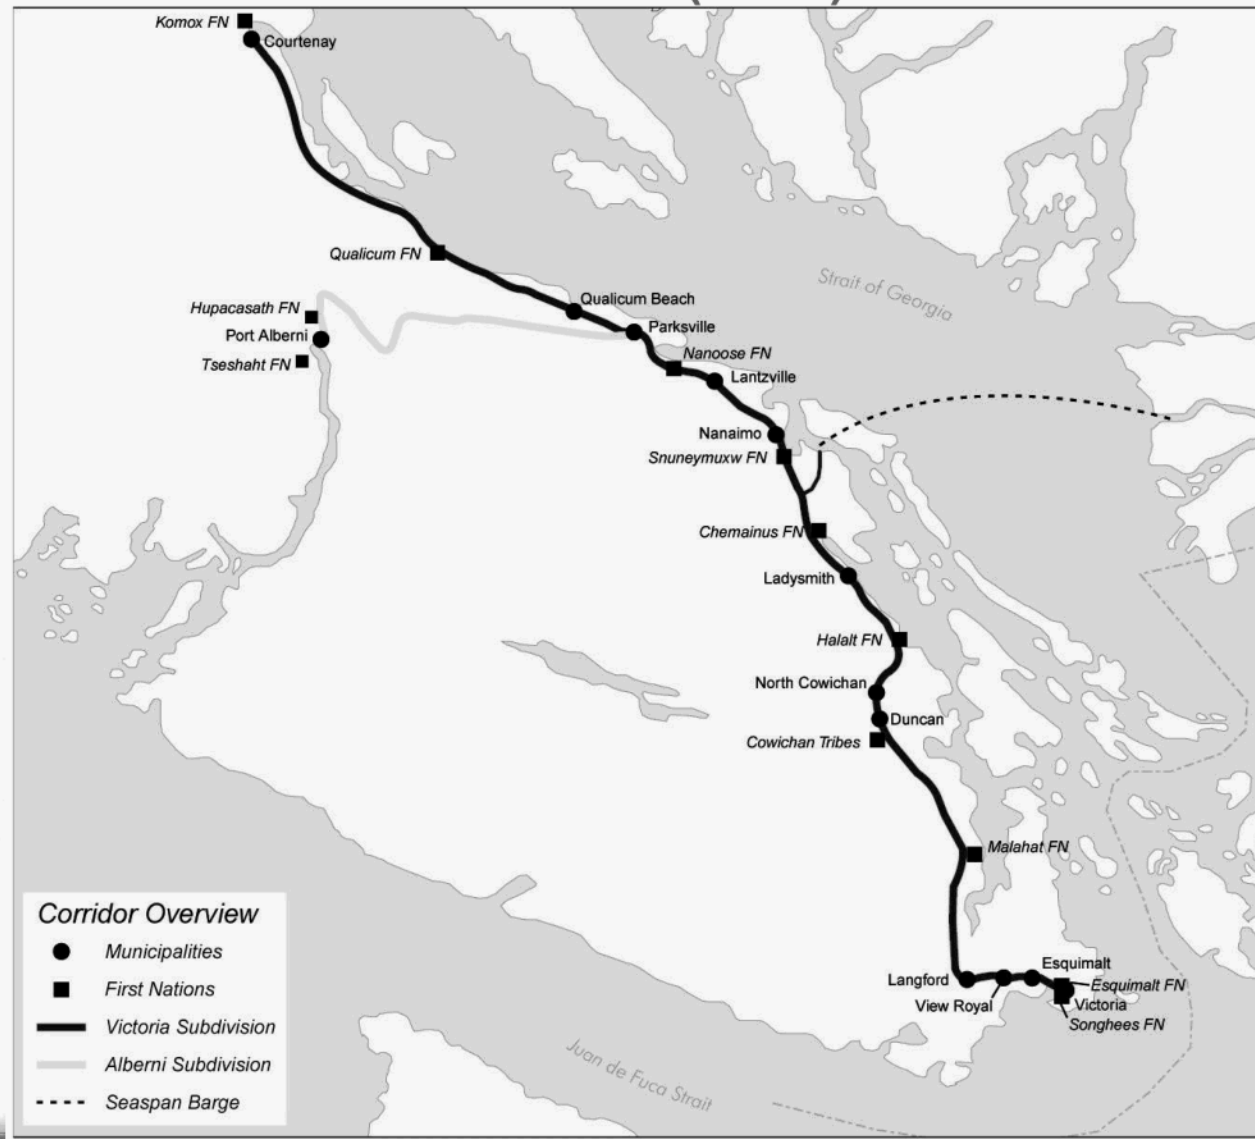 Komox FN
Courtenay
Qualicum FN
Strait of Georgia
Qualicum Beach
Hupacasath FN
Port Alberni
Parksville
Nanoose FN
Tseshaht FN
Lantzville
Nanaimo
Snuneymuxw FN
Chemainus FN
Ladysmith
Halalt FN
North Cowichan
Duncan
Cowichan Tribes
Malahat FN
Corridor Overview
Municipalities
First Nations
Victoria Subdivision
Alberni Subdivision
Seaspan Barge
Esquimalt
Langford
Esquimalt FN
View Royal
Victoria
Songhees FN
Juan de Fuca Strait